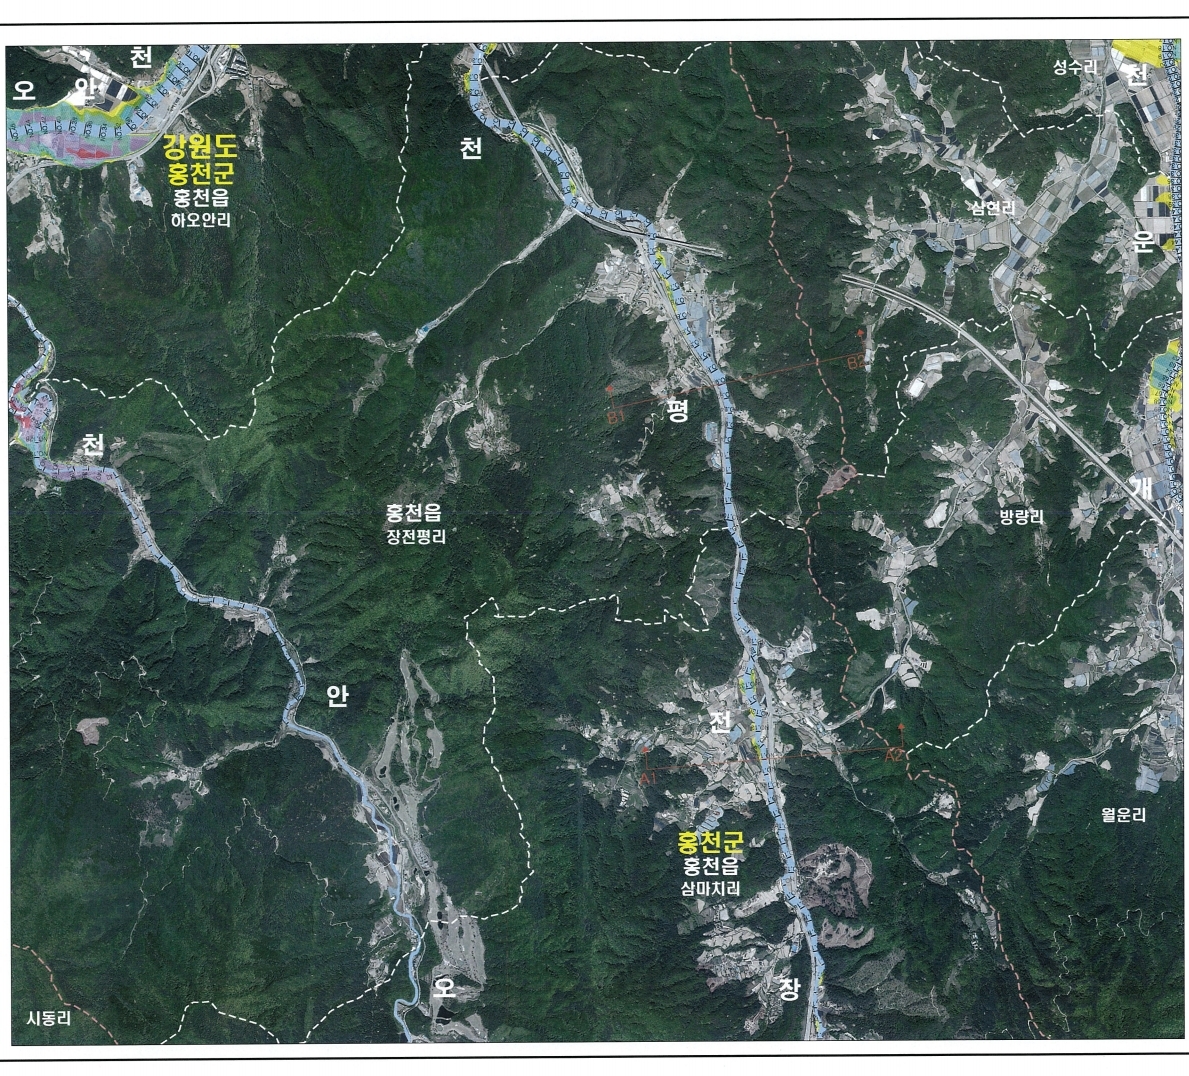 천
오 안
강원도
홍천군
홍천읍
하오안리
천
성수리
천
삼현리
운
B2
B1
평
천
개
홍천읍
장전평리
방량리
안
전
A2
A1
홍천군
홍천읍
삼마치리
월운리
오
장
시동리